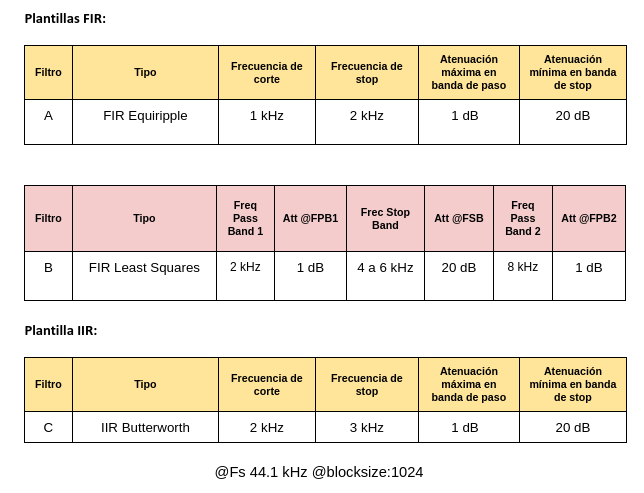 Plantillas FIR:
Filtro Tipo Frecuencia de corte Frecuencia de stop Atenuación máxima en banda de paso Atenuación mínima en banda de stop
A FIR Equiripple 1 kHz 2 kHz 1 dB 20 dB
Filtro Tipo Freq Pass Band 1 Att @FPB1 Frec Stop Band Att @FSB Freq Pass Band 2 Att @FPB2
B FIR Least Squares 2 kHz 1 dB 4 a 6 kHz 20 dB 8 kHz 1 dB
Plantilla IIR:
Filtro Tipo Frecuencia de corte Frecuencia de stop Atenuación máxima en banda de paso Atenuación mínima en banda de stop
C IIR Butterworth 2 kHz 3 kHz 1 dB 20 dB
@Fs 44.1 kHz @blocksize:1024